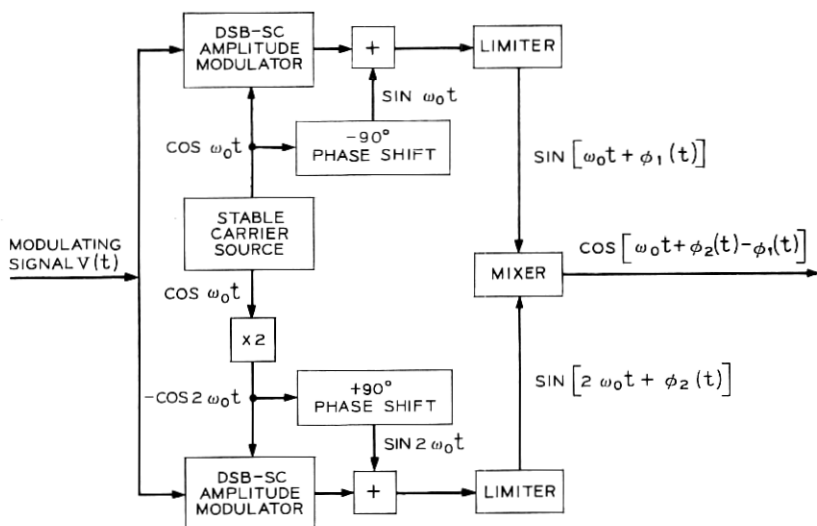 DSB-SC
AMPLITUDE
MODULATOR
+
LIMITER
SIN ω₀t
COS ω₀t
-90°
PHASE SHIFT
SIN [ω₀t + φ₁(t)]
STABLE
CARRIER
SOURCE
MODULATING
SIGNAL V(t)
COS [ω₀t + φ₂(t) - φ₁(t)]
MIXER
COS ω₀t
x2
SIN [2 ω₀t + φ₂(t)]
-COS 2 ω₀t
+90°
PHASE SHIFT
SIN 2 ω₀t
DSB-SC
AMPLITUDE
MODULATOR
+
LIMITER